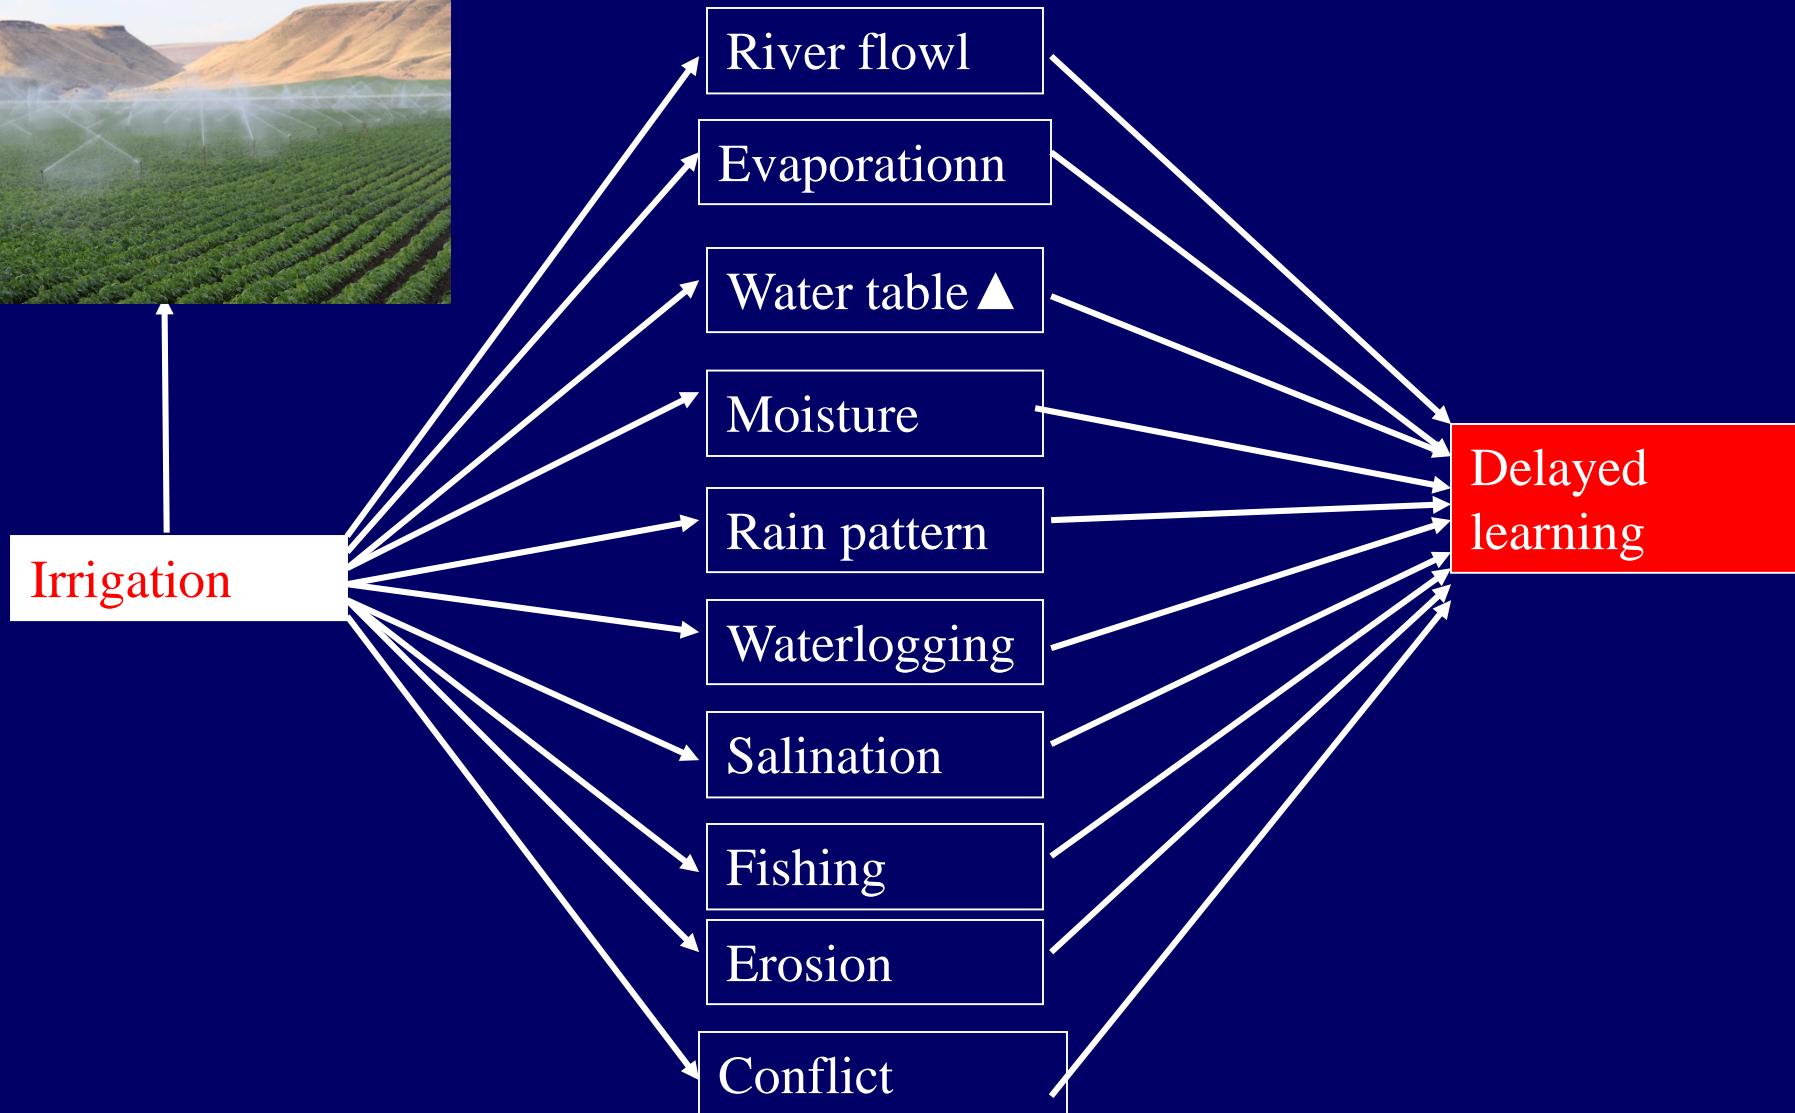 River flowl
Evaporationn
Water table▲
Moisture
Rain pattern
Waterlogging
Salination
Fishing
Erosion
Conflict
Irrigation
Delayed
learning